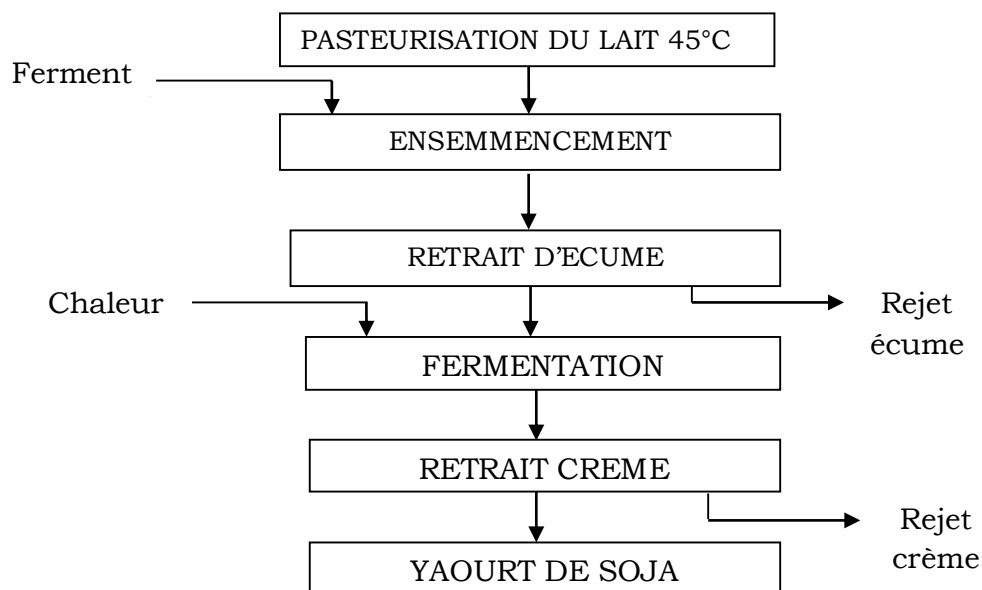 PASTEURISATION DU LAIT 45°C
Ferment
ENSEMMENCEMENT
RETRAIT D’ECUME
Chaleur
Rejet
écume
FERMENTATION
RETRAIT CREME
Rejet
crème
YAOURT DE SOJA